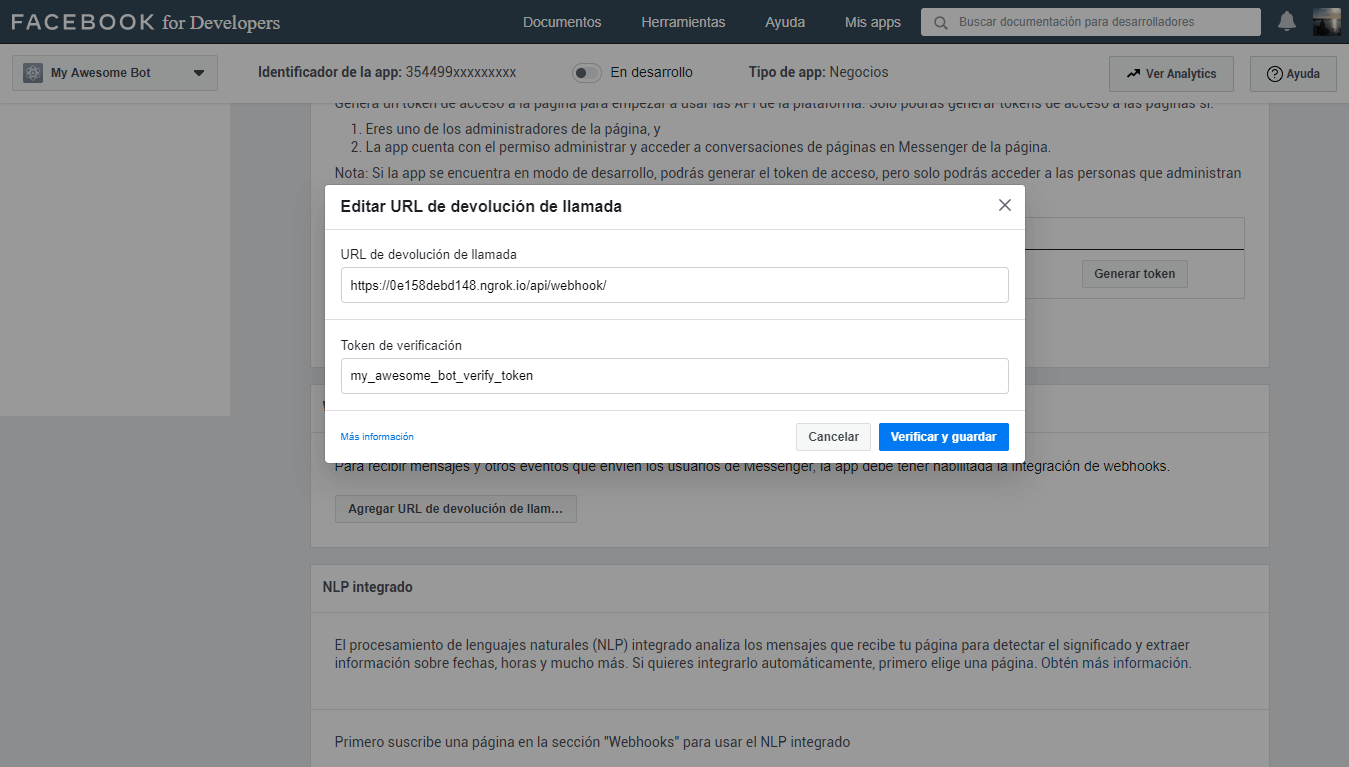 FACEBOOK for Developers
Documentos
Herramientas
Ayuda
Mis apps
Buscar documentación para desarrolladores
My Awesome Bot
Identificador de la app: 354499xxxxxxxxx
En desarrollo
Tipo de app: Negocios
Ver Analytics
Ayuda
Genera un token de acceso a la página para empezar a usar las API de la plataforma. Solo podrás generar tokens de acceso a las páginas si:
1. Eres uno de los administradores de la página, y
2. La app cuenta con el permiso administrar y acceder a conversaciones de páginas en Messenger de la página.
Nota: Si la app se encuentra en modo de desarrollo, podrás generar el token de acceso, pero solo podrás acceder a las personas que administran
Editar URL de devolución de llamada
URL de devolución de llamada
https://0e158debd148.ngrok.io/api/webhook/
Generar token
Token de verificación
my_awesome_bot_verify_token
Más información
Cancelar
Verificar y guardar
Para recibir mensajes y otros eventos que envíen los usuarios de Messenger, la app debe tener habilitada la integración de webhooks.
Agregar URL de devolución de llam...
NLP integrado
El procesamiento de lenguajes naturales (NLP) integrado analiza los mensajes que recibe tu página para detectar el significado y extraer
información sobre fechas, horas y mucho más. Si quieres integrarlo automáticamente, primero elige una página. Obtén más información.
Primero suscribe una página en la sección "Webhooks" para usar el NLP integrado